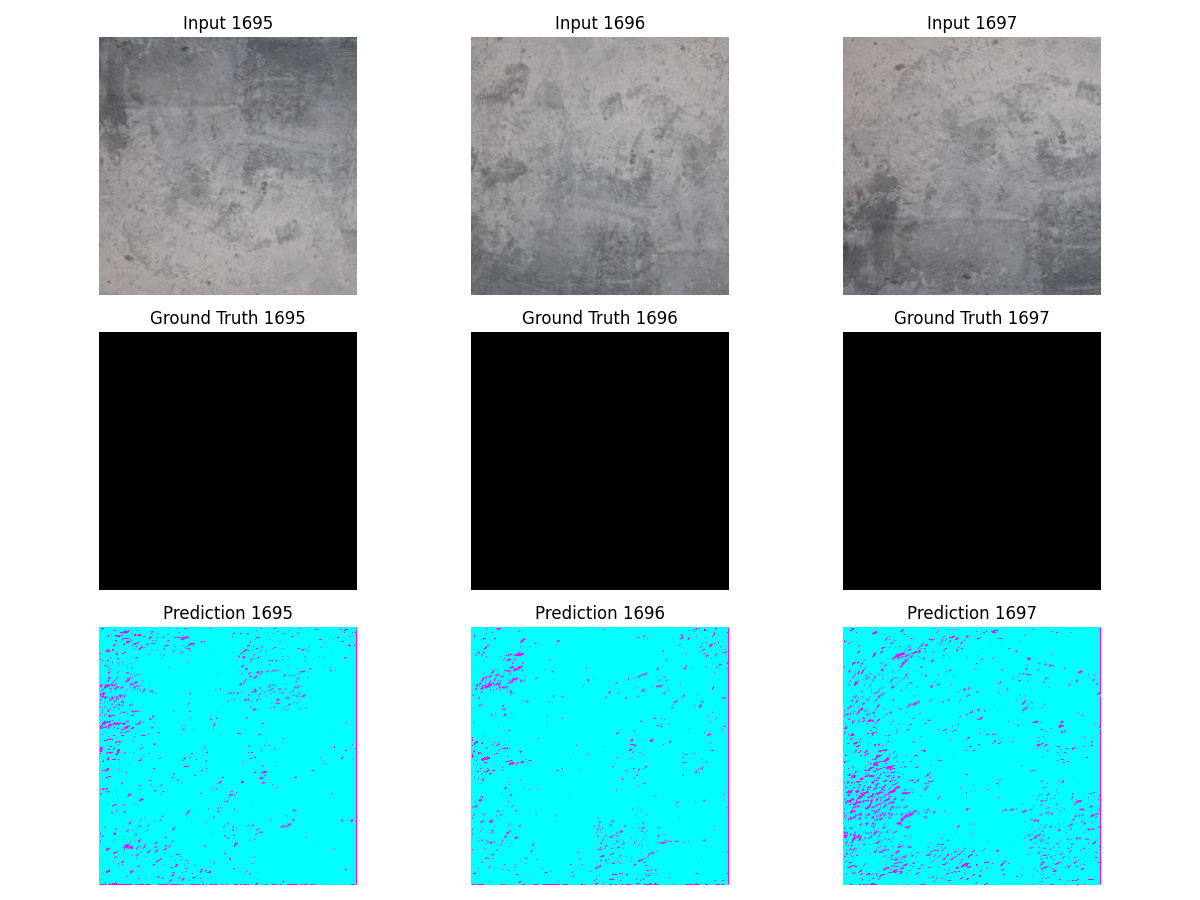 Input 1695
Input 1696
Input 1697
Ground Truth 1695
Ground Truth 1696
Ground Truth 1697
Prediction 1695
Prediction 1696
Prediction 1697